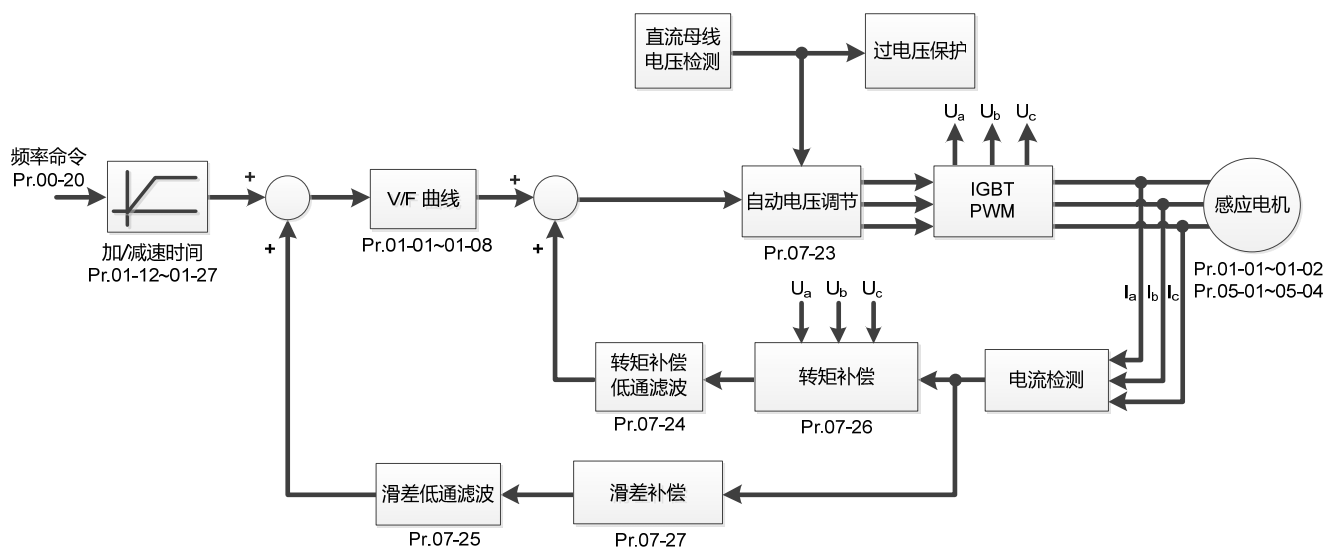 直流母线
电压检测
过电压保护
Ua
Ub
Uc
频率命令
Pr.00-20
+
V/F 曲线
+
自动电压调节
IGBT
PWM
感应电机
加/减速时间
Pr.01-12~01-27
+
Pr.01-01~01-08
+
Pr.07-23
Pr.01-01~01-02
Pr.05-01~05-04
Ua
Ub
Uc
Ia
Ib
Ic
转矩补偿
低通滤波
转矩补偿
电流检测
Pr.07-24
Pr.07-26
滑差低通滤波
滑差补偿
Pr.07-25
Pr.07-27